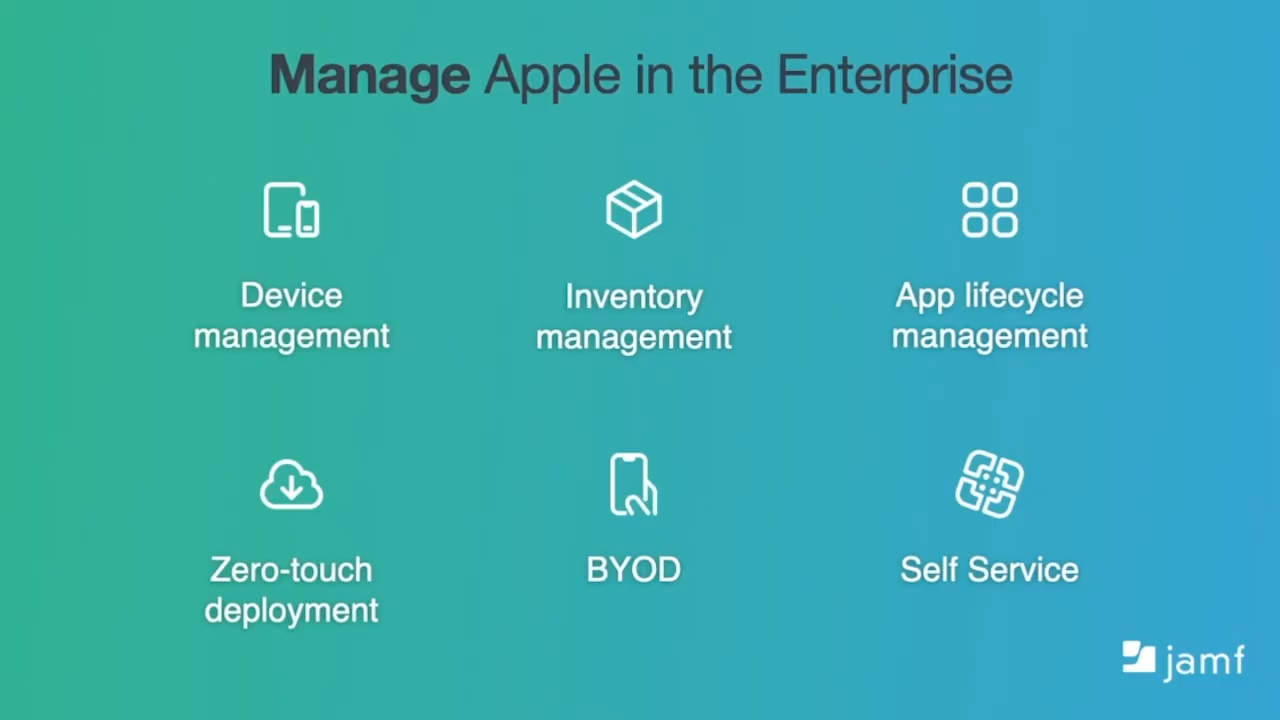 Manage Apple in the Enterprise
Device
management
Inventory
management
App lifecycle
management
Zero-touch
deployment
BYOD
Self Service
jamf